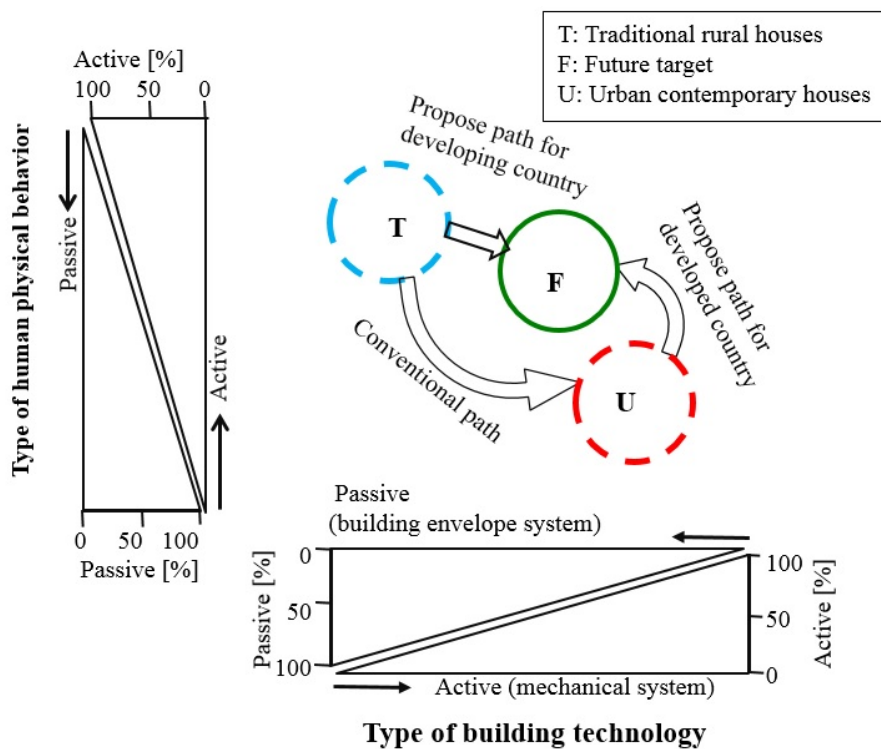 T: Traditional rural houses
F: Future target
U: Urban contemporary houses
Active [%]
100 50 0
Type of human physical behavior
Passive
Active
0 50 100
Passive [%]
Propose path for
developing country
T
F
U
Propose path for
developed country
Conventional path
Passive
(building envelope system)
Passive [%]
0
50
100
100
50
0
Active [%]
Active (mechanical system)
Type of building technology